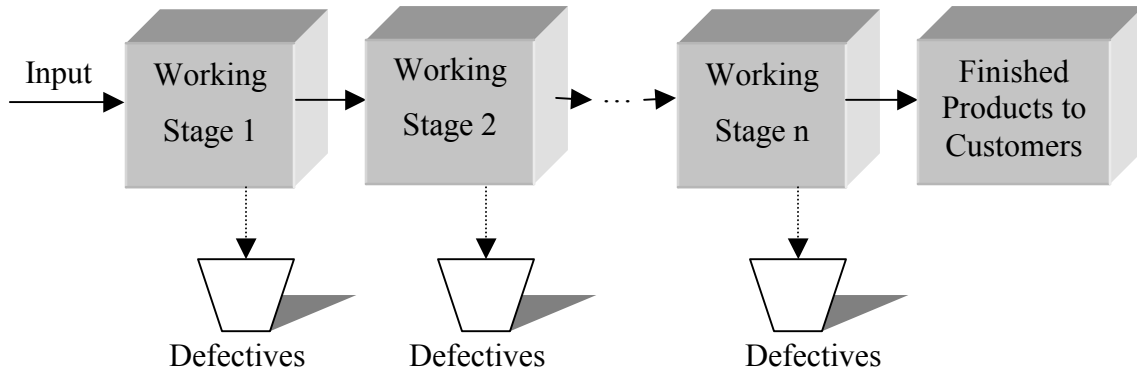 Input
Working
Stage 1
Working
Stage 2
...
Working
Stage n
Finished
Products to
Customers
Defectives
Defectives
Defectives